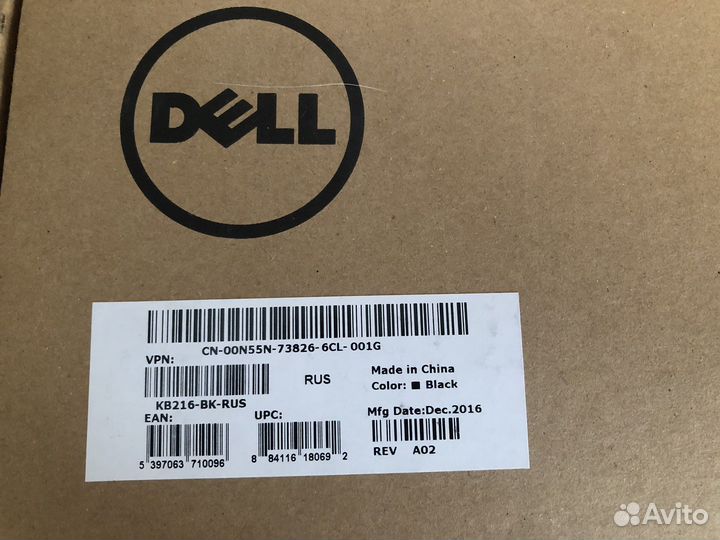 DELL
CN-00N55N-73826-6CL-001G
VPN:
KB216-BK-RUS
RUS
Made in China
Color: ■ Black
EAN:
5 397063 710096
UPC:
8 84116 18069 2
Mfg Date:Dec.2016
REV A02
Avito